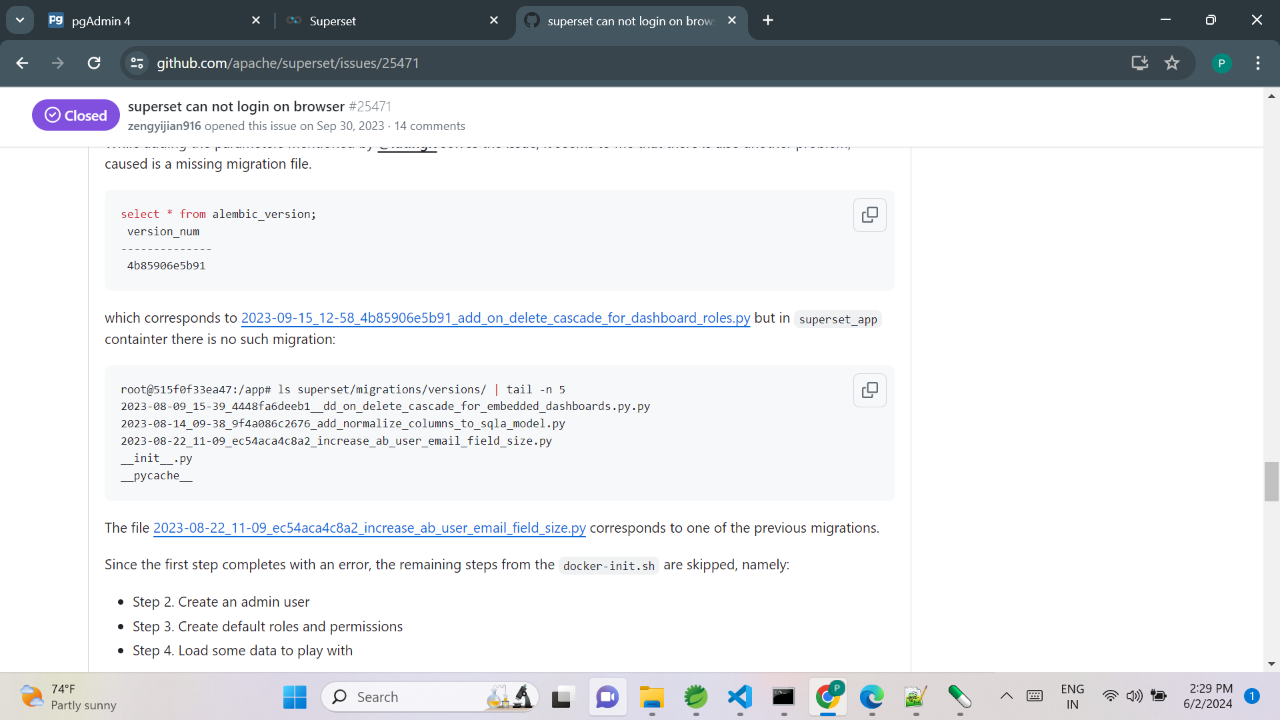 pgAdmin 4
Superset
superset can not login on brow
github.com/apache/superset/issues/25471
P
Closed
superset can not login on browser #25471
zengyijian916 opened this issue on Sep 30, 2023 · 14 comments
caused is a missing migration file.
select * from alembic_version;
version_num
--------------
4b85906e5b91
which corresponds to 2023-09-15_12-58_4b85906e5b91_add_on_delete_cascade_for_dashboard_roles.py but in superset_app
containter there is no such migration:
root@515f0f33ea47:/app# ls superset/migrations/versions/ | tail -n 5
2023-08-09_15-39_4448fa6deeb1__dd_on_delete_cascade_for_embedded_dashboards.py.py
2023-08-14_09-38_9f4a086c2676_add_normalize_columns_to_sqla_model.py
2023-08-22_11-09_ec54aca4c8a2_increase_ab_user_email_field_size.py
__init__.py
__pycache__
The file 2023-08-22_11-09_ec54aca4c8a2_increase_ab_user_email_field_size.py corresponds to one of the previous migrations.
Since the first step completes with an error, the remaining steps from the docker-init.sh are skipped, namely:
Step 2. Create an admin user
Step 3. Create default roles and permissions
Step 4. Load some data to play with
74°F
Partly sunny
Search
P
ENG
IN
2:29 PM
6/2/2024
1